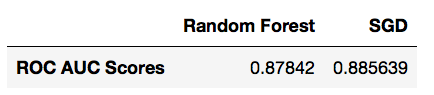 Random Forest SGD
ROC AUC Scores 0.87842 0.885639